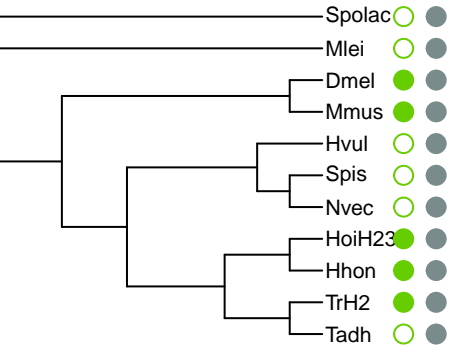 Spolac
Mlei
Dmel
Mmus
Hvul
Spis
Nvec
HoiH23
Hhon
TrH2
Tadh